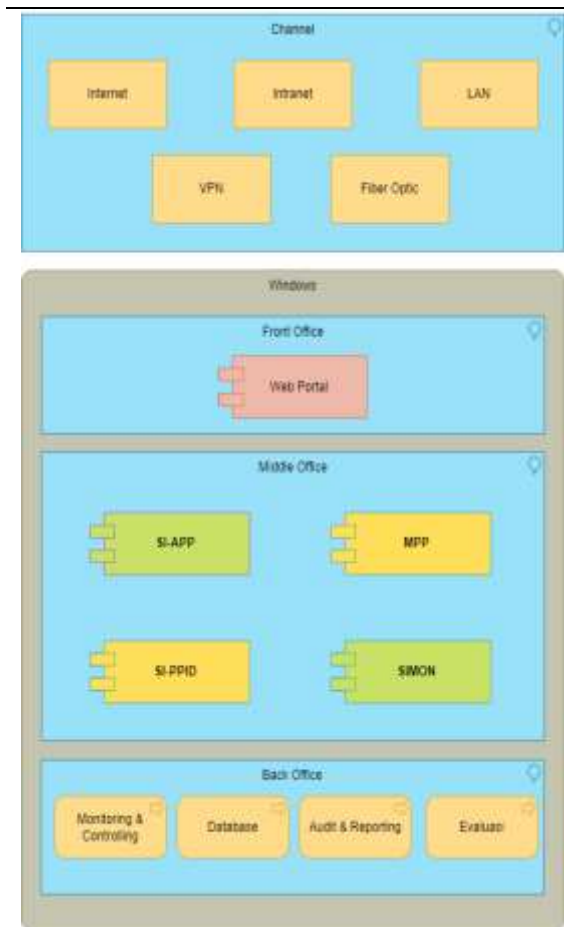 Channel
Internet
Intranet
LAN
VPN
Fiber Optic
Windows
Front Office
Web Portal
Middle Office
SI-APP
MPP
SI-PPID
SIMON
Back Office
Monitoring &
Controlling
Database
Audit & Reporting
Evaluasi